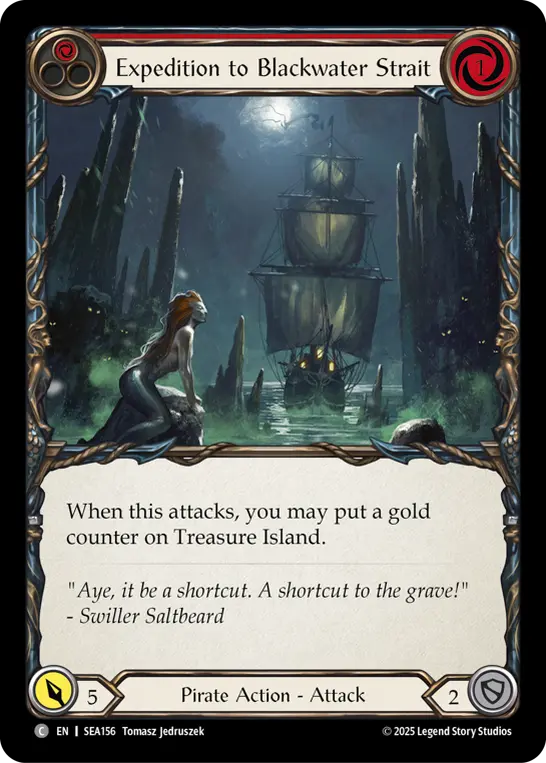 Expedition to Blackwater Strait
1
When this attacks, you may put a gold
counter on Treasure Island.
"Aye, it be a shortcut. A shortcut to the grave!"
- Swiller Saltbeard
5
Pirate Action - Attack
2
C EN | SEA156 Tomasz Jedruszek
© 2025 Legend Story Studios